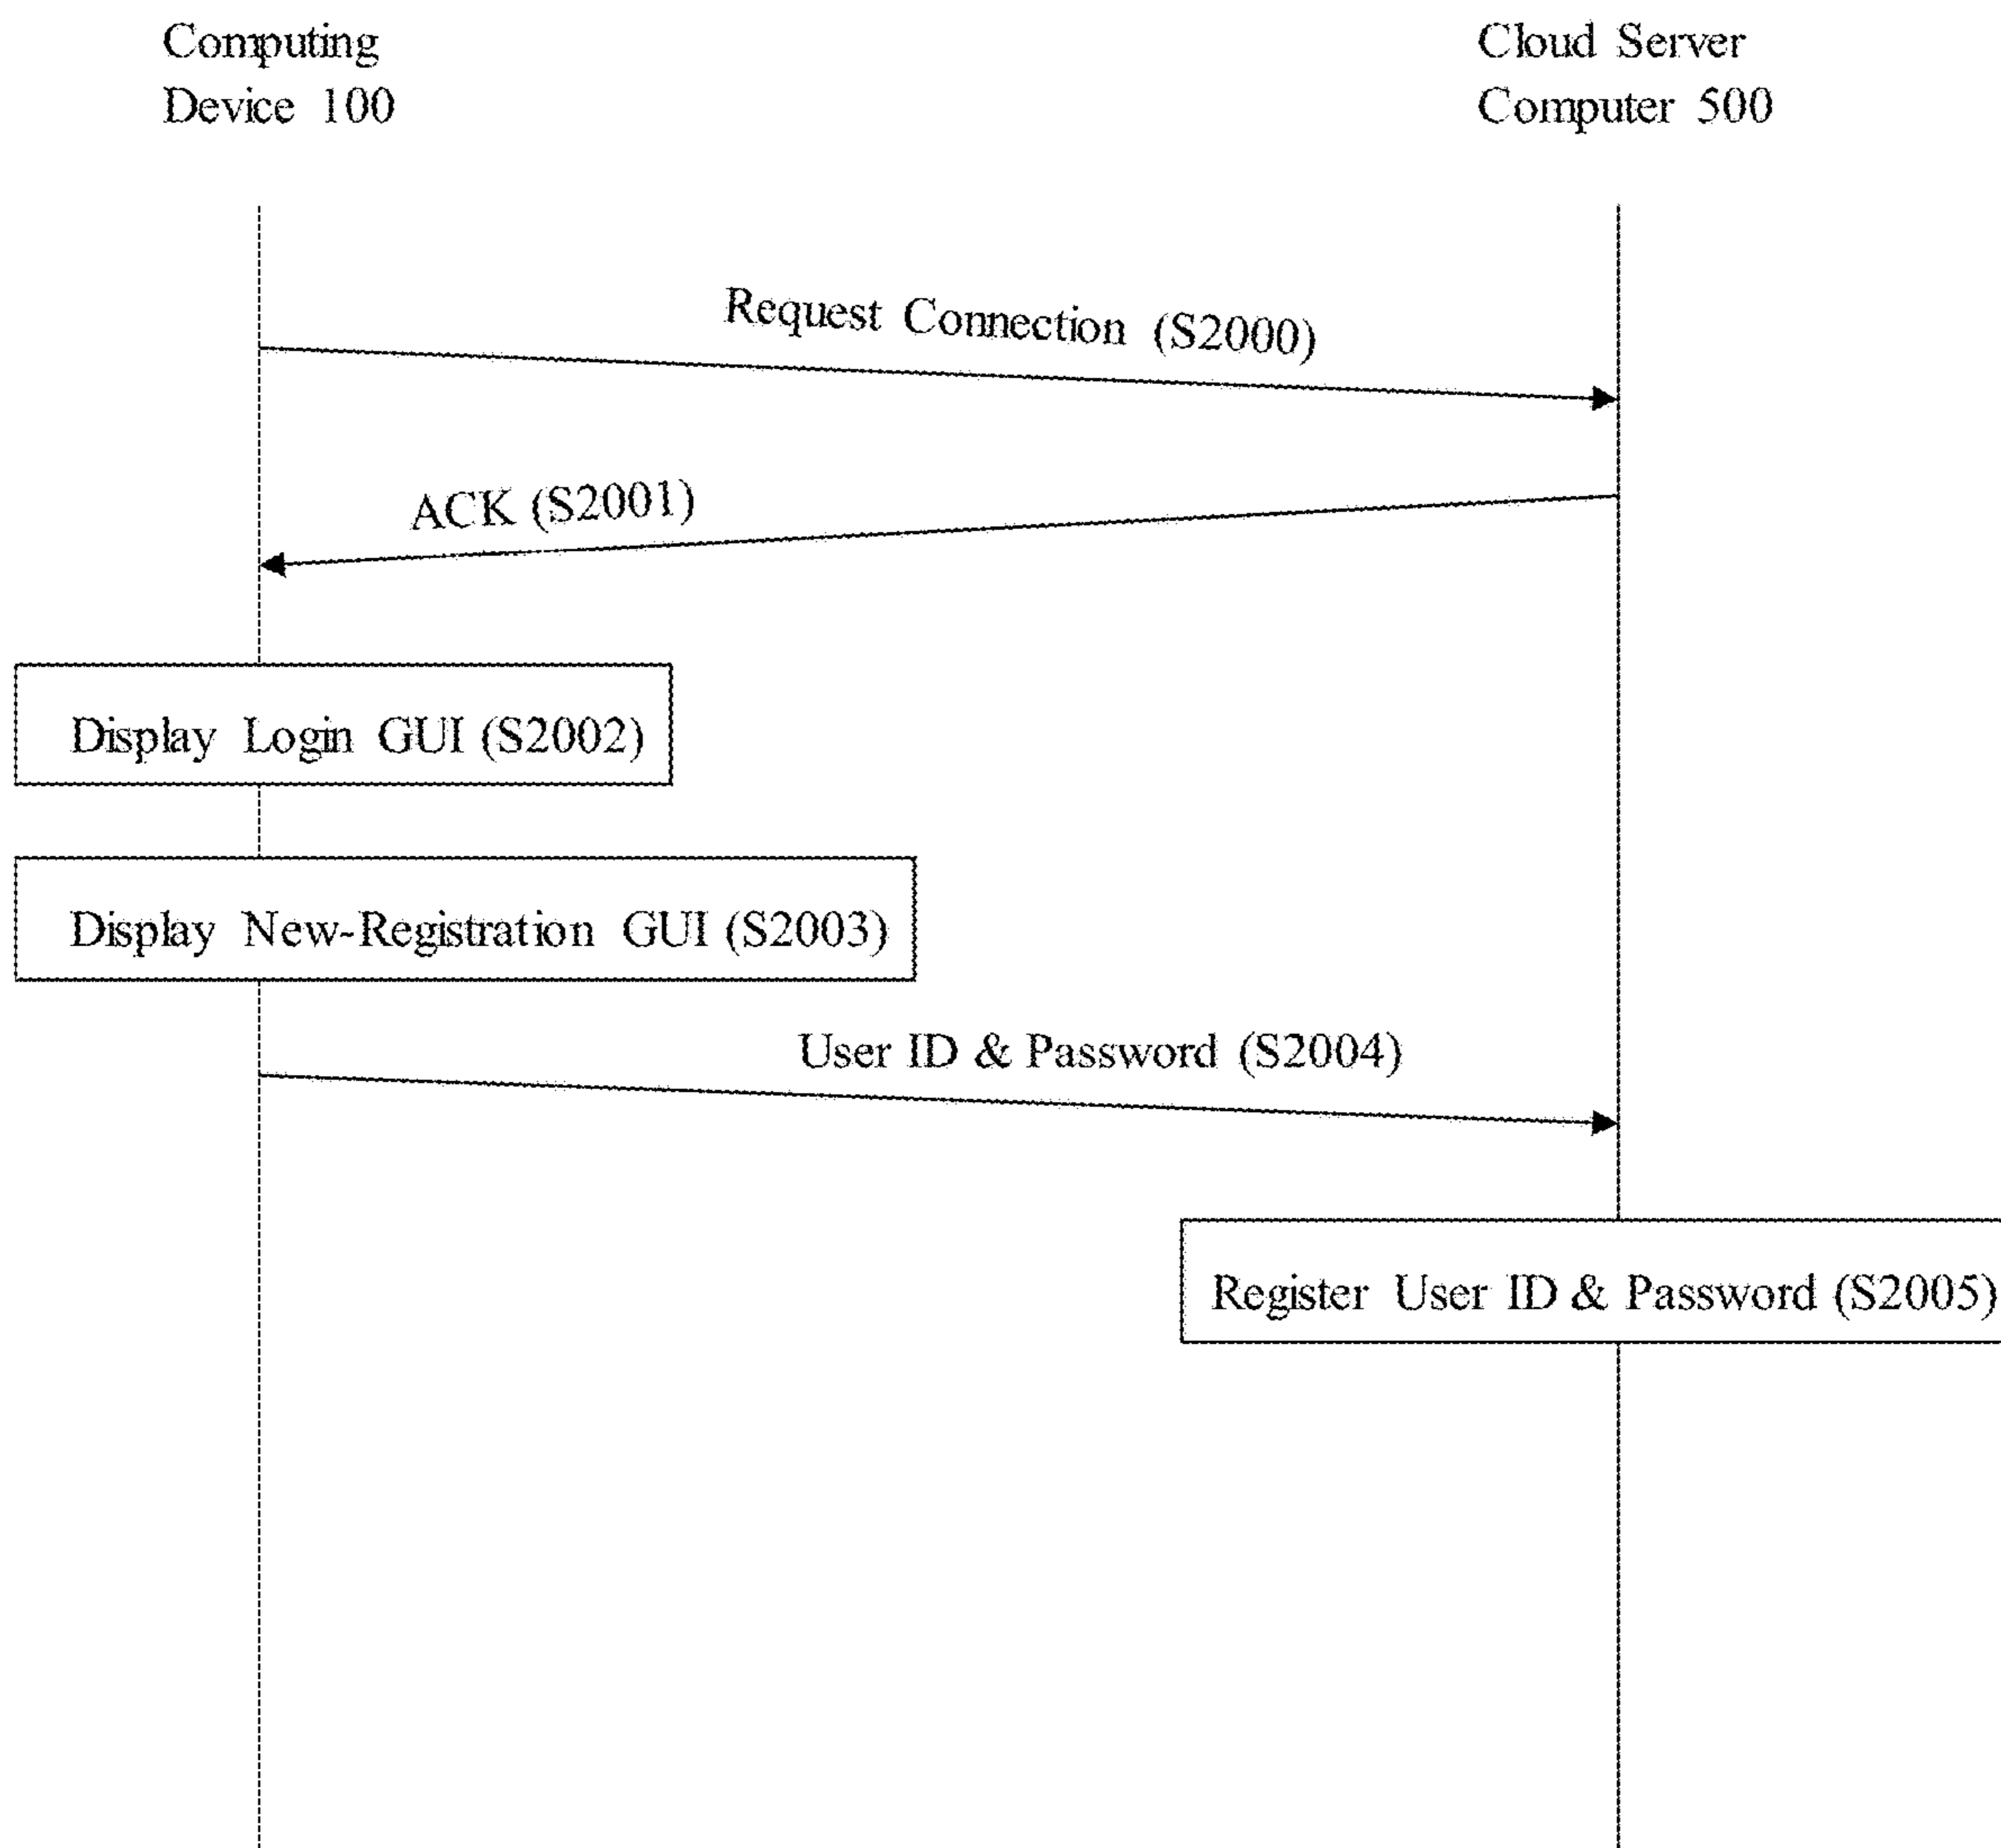 Computing
Device 100
Cloud Server
Computer 500
Request Connection (S2000)
ACK (S2001)
Display Login GUI (S2002)
Display New-Registration GUI (S2003)
User ID & Password (S2004)
Register User ID & Password (S2005)